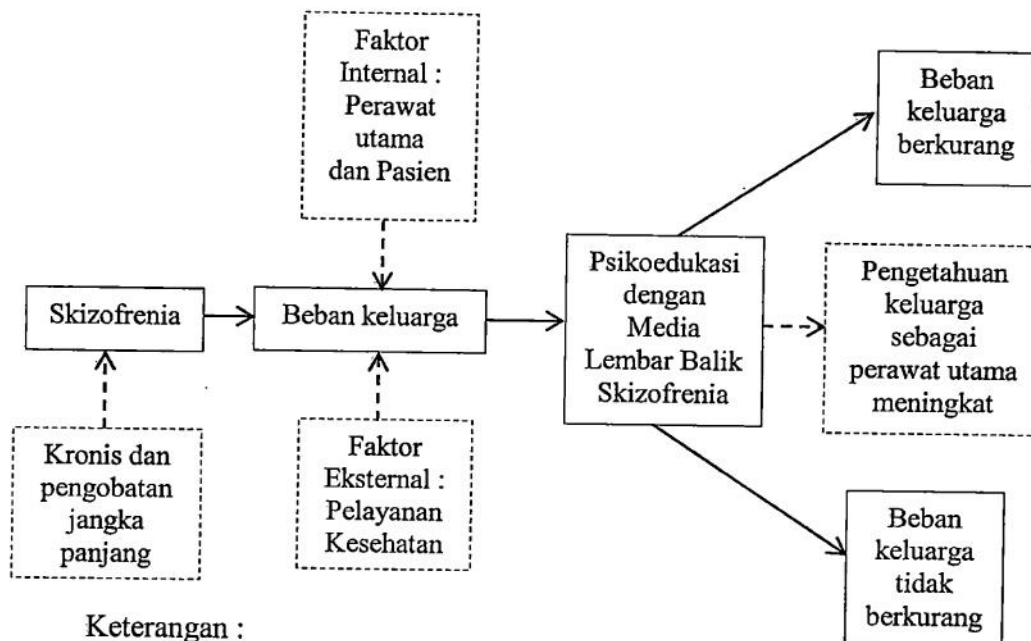 Faktor
Internal :
Perawat
utama
dan Pasien
Beban
keluarga
berkurang
Skizofrenia
Beban keluarga
Psikoedukasi
dengan
Media
Lembar Balik
Skizofrenia
Pengetahuan
keluarga
sebagai
perawat utama
meningkat
Kronis dan
pengobatan
jangka
panjang
Faktor
Eksternal :
Pelayanan
Kesehatan
Beban
keluarga
tidak
berkurang
Keterangan :